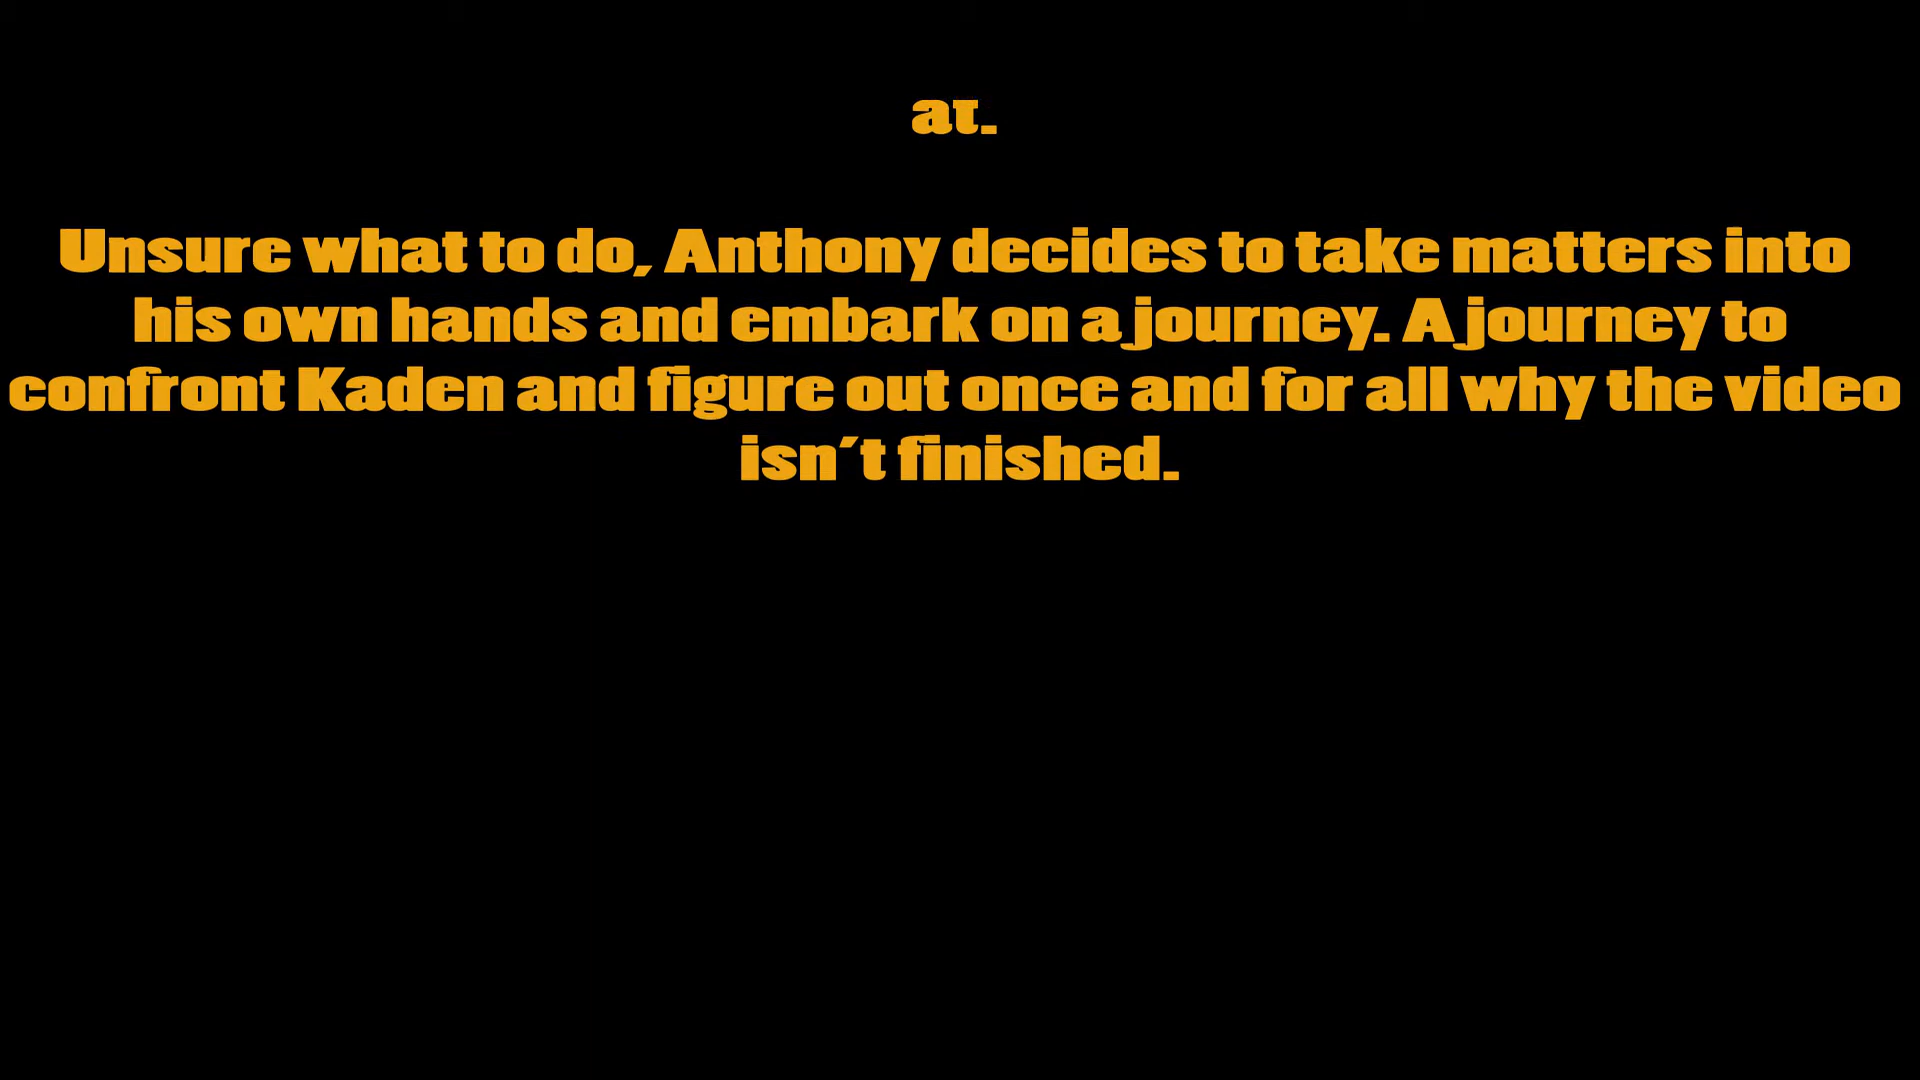 at.
Unsure what to do, Anthony decides to take matters into
his own hands and embark on a journey. A journey to
confront Kaden and figure out once and for all why the video
isn't finished.